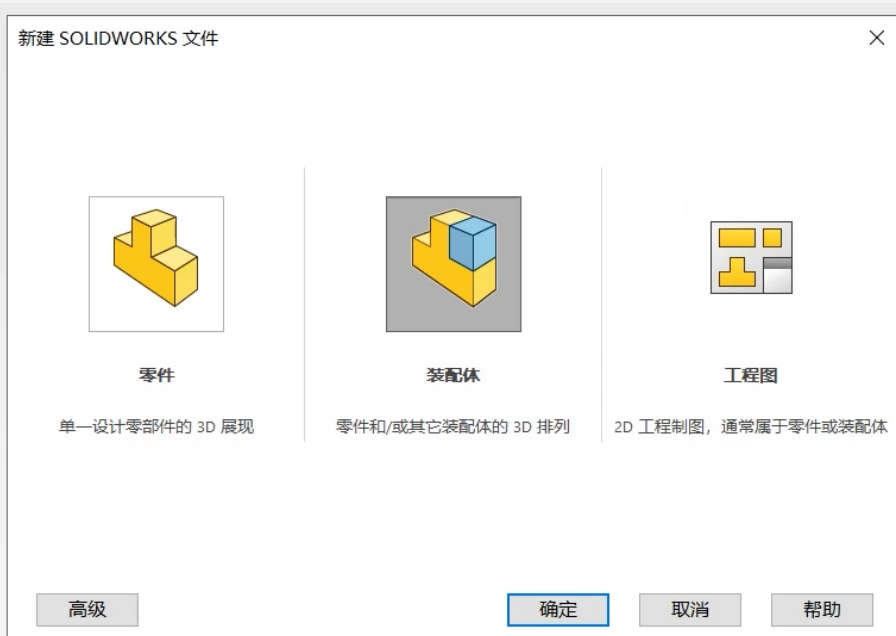 新建 SOLIDWORKS 文件
零件
装配体
工程图
单一设计零部件的 3D 展现
零件和/或其它装配体的 3D 排列
2D 工程制图，通常属于零件或装配体
高级
确定
取消
帮助